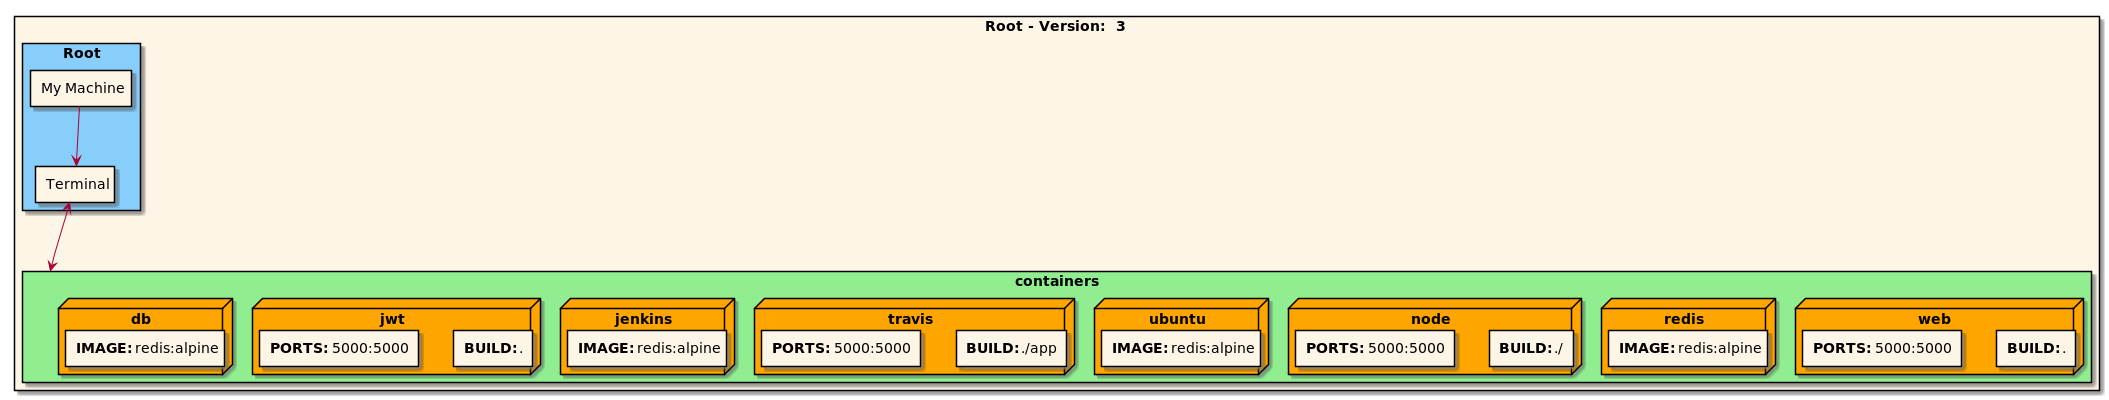 Root - Version:  3
Root
My Machine
Terminal
containers
db
IMAGE: redis:alpine
jwt
PORTS: 5000:5000
BUILD: .
jenkins
IMAGE: redis:alpine
travis
PORTS: 5000:5000
BUILD: ./app
ubuntu
IMAGE: redis:alpine
node
PORTS: 5000:5000
BUILD: ./
redis
IMAGE: redis:alpine
web
PORTS: 5000:5000
BUILD: .